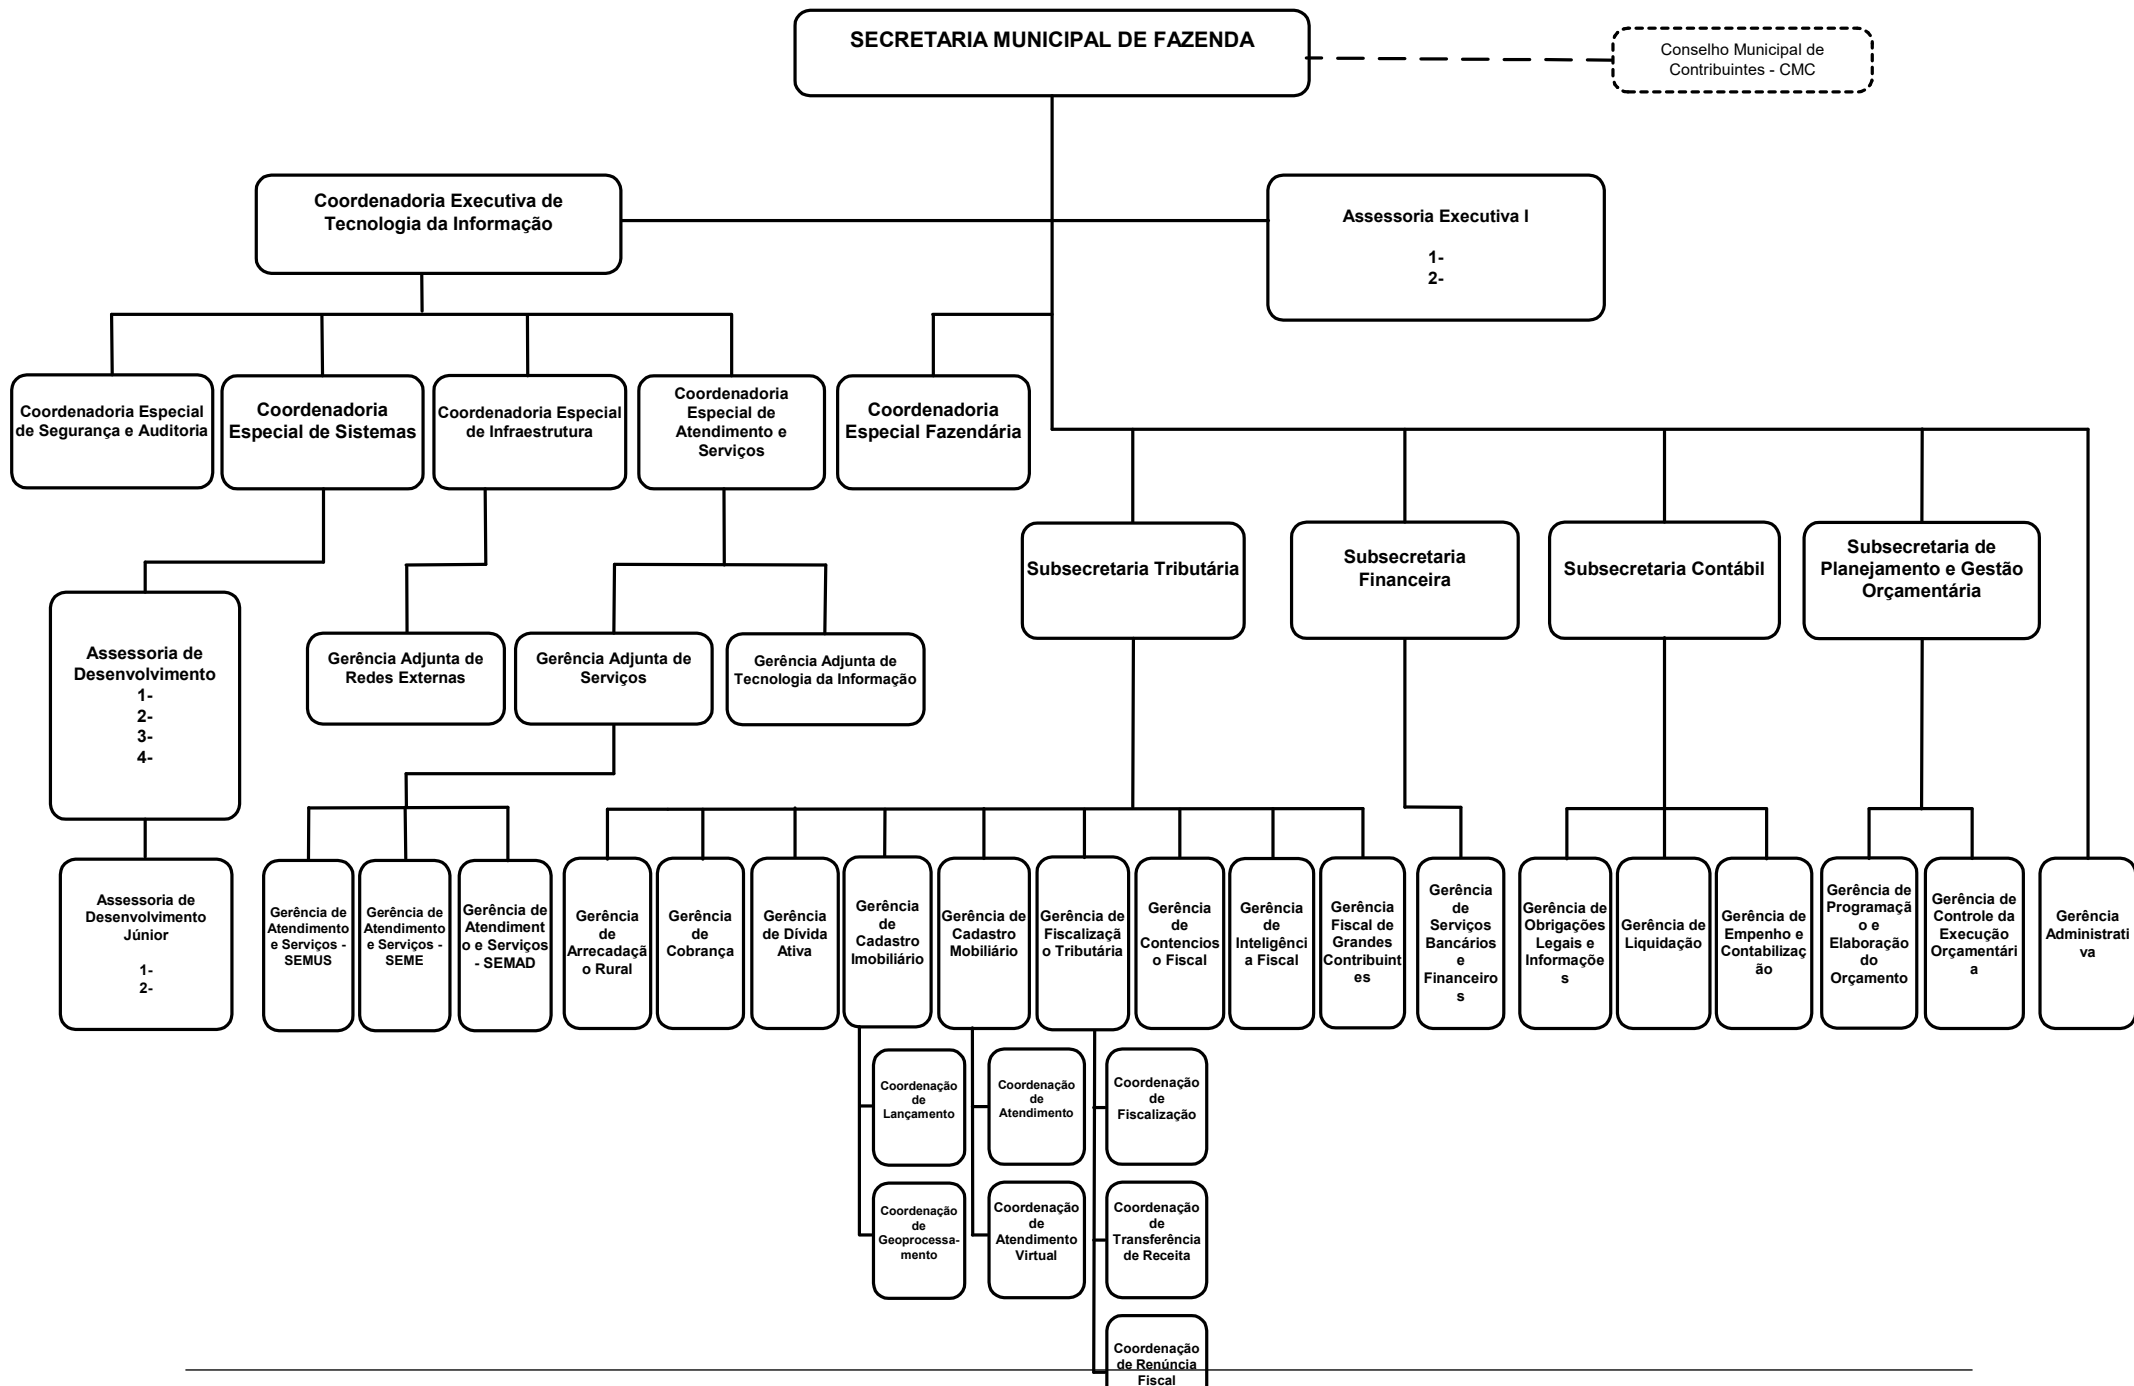 SECRETARIA MUNICIPAL DE FAZENDA
Conselho Municipal de
Contribuintes - CMC
Coordenadoria Executiva de
Tecnologia da Informação
Assessoria Executiva I
1-
2-
Coordenadoria Especial
de Segurança e Auditoria
Coordenadoria
Especial de Sistemas
Coordenadoria Especial
de Infraestrutura
Coordenadoria
Especial de
Atendimento e
Serviços
Coordenadoria
Especial Fazendária
Subsecretaria Tributária
Subsecretaria
Financeira
Subsecretaria Contábil
Subsecretaria de
Planejamento e Gestão
Orçamentária
Assessoria de
Desenvolvimento
1-
2-
3-
4-
Gerência Adjunta de
Redes Externas
Gerência Adjunta de
Serviços
Gerência Adjunta de
Tecnologia da Informação
Assessoria de
Desenvolvimento
Júnior
1-
2-
Gerência de
Atendimento
e Serviços -
SEMUS
Gerência de
Atendimento
e Serviços -
SEME
Gerência de
Atendiment
o e Serviços
- SEMAD
Gerência
de
Arrecadaçã
o Rural
Gerência
de
Cobrança
Gerência
de Dívida
Ativa
Gerência
de
Cadastro
Imobiliário
Gerência de
Cadastro
Mobiliário
Gerência de
Fiscalizaçã
o Tributária
Gerência
de
Contencios
o Fiscal
Gerência
de
Inteligênci
a Fiscal
Gerência
Fiscal de
Grandes
Contribuint
es
Gerência
de
Serviços
Bancários
e
Financeiro
s
Gerência de
Obrigações
Legais e
Informaçõe
s
Gerência de
Liquidação
Gerência de
Empenho e
Contabilizaç
ão
Gerência de
Programaçã
o e
Elaboração
do
Orçamento
Gerência de
Controle da
Execução
Orçamentári
a
Gerência
Administrati
va
Coordenação
de
Lançamento
Coordenação
de
Atendimento
Coordenação
de
Fiscalização
Coordenação
de
Geoprocessa-
mento
Coordenação
de
Atendimento
Virtual
Coordenação
de
Transferência
de Receita
Coordenação
de Renúncia
Fiscal